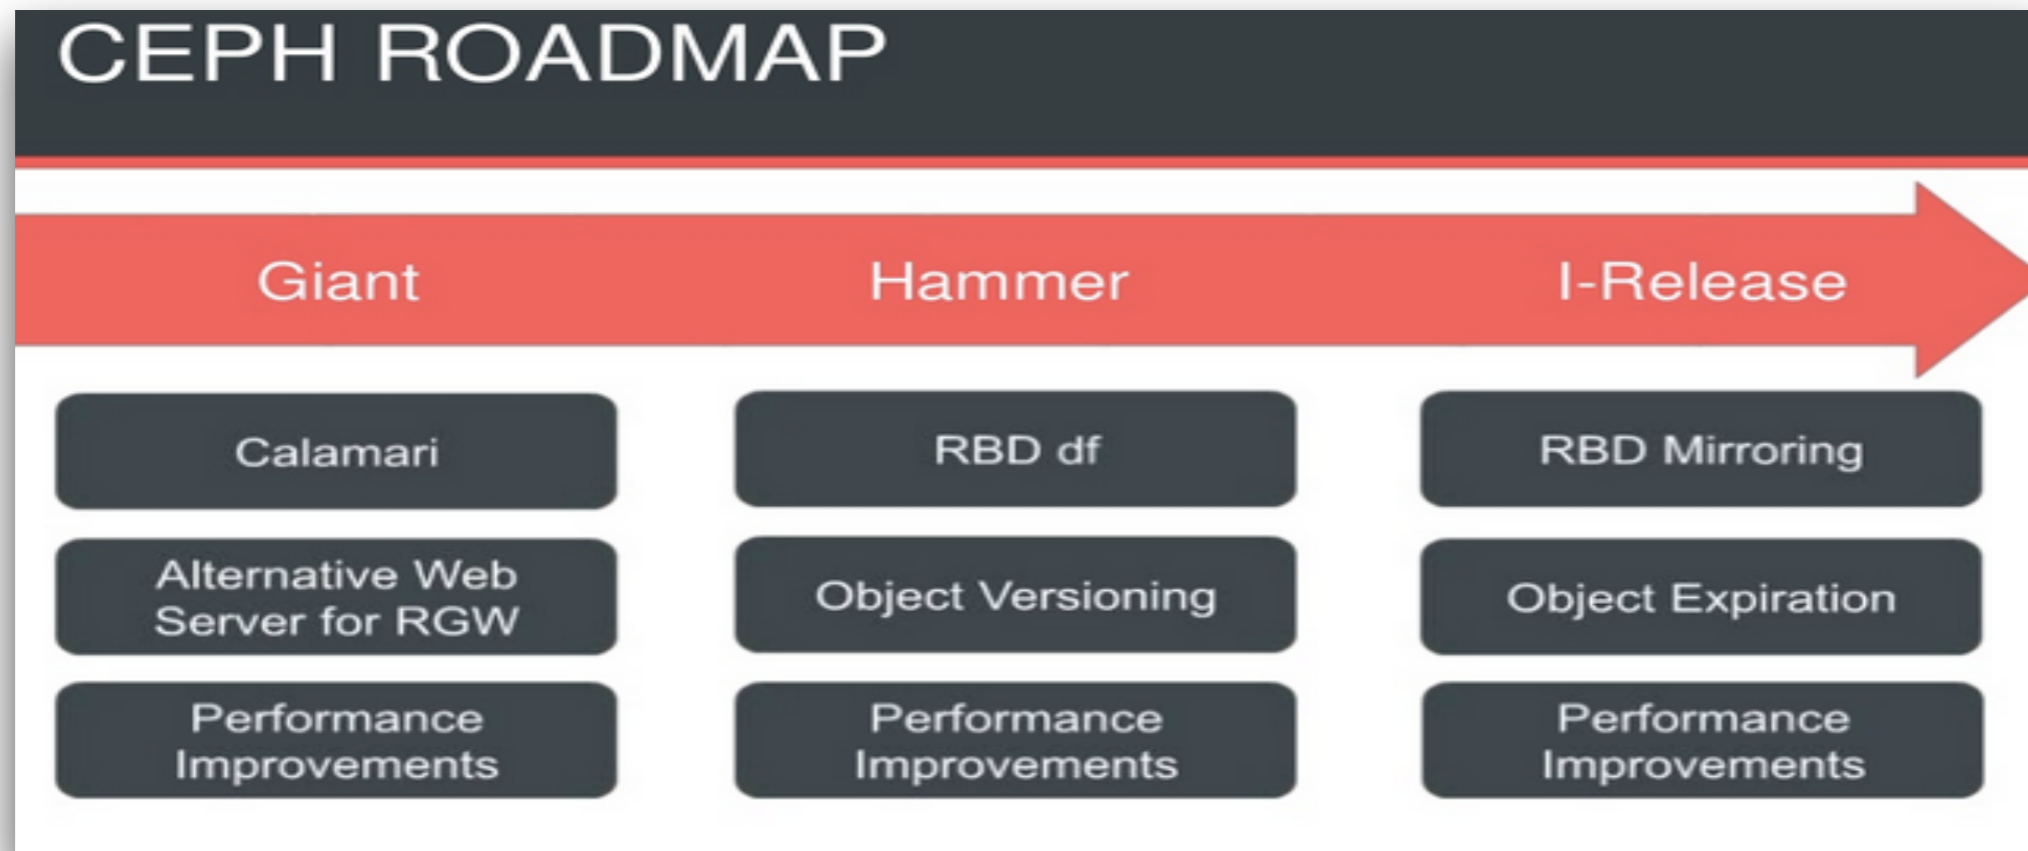 CEPH ROADMAP
Giant
Hammer
I-Release
Calamari
RBD df
RBD Mirroring
Alternative Web
Server for RGW
Object Versioning
Object Expiration
Performance
Improvements
Performance
Improvements
Performance
Improvements